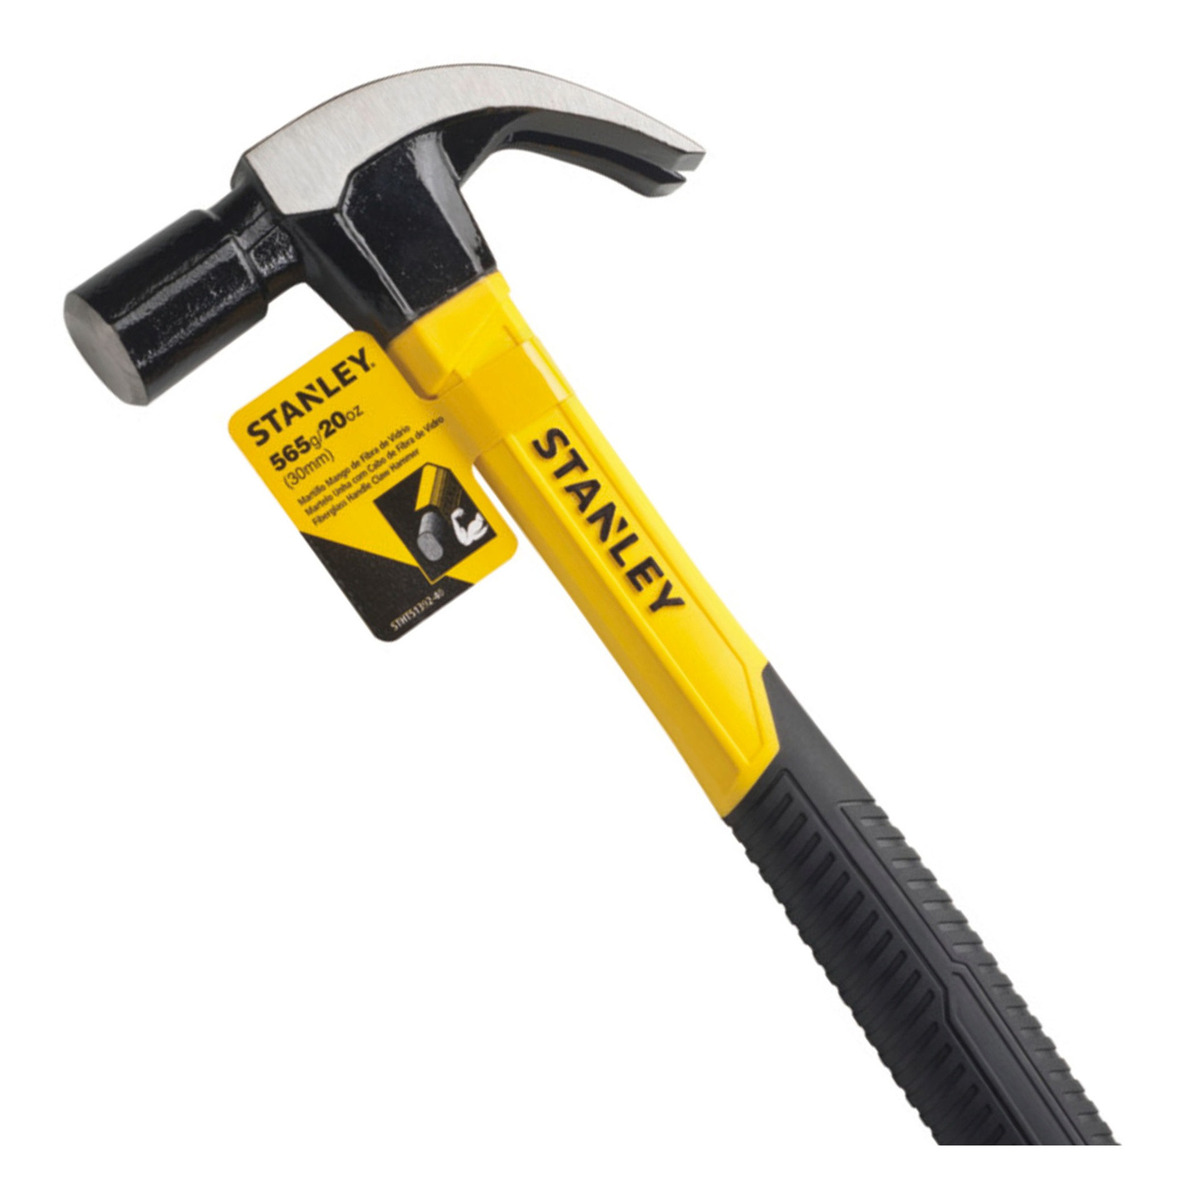 STANLEY®
565g/20oz
(30mm)
Martillo Mango de Fibra de Vidrio
Martelo Unha com Cabo de Fibra de Vidro
Fiberglass Handle Claw Hammer
STHT51392-40
STANLEY